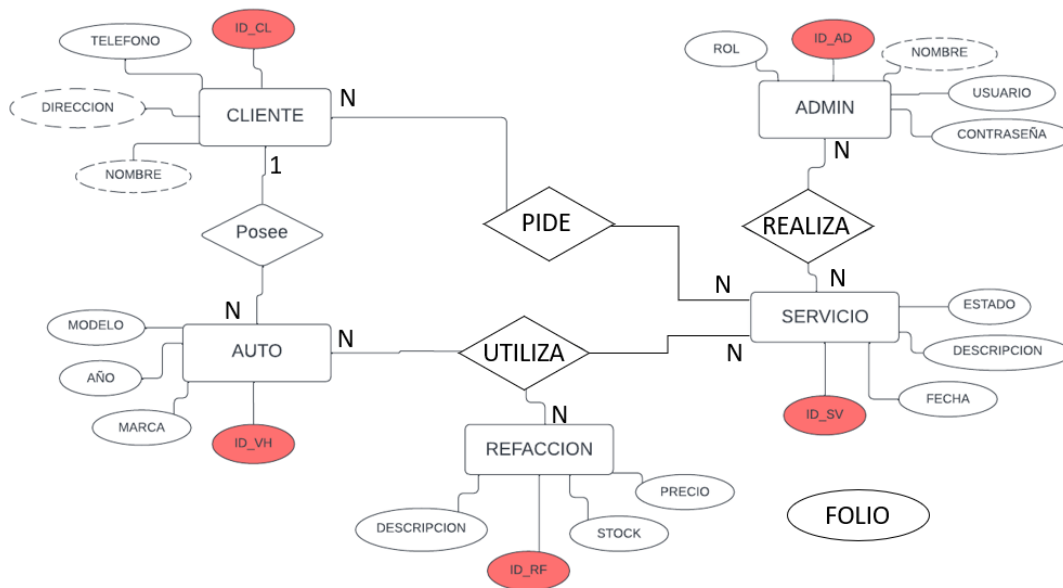 ID_CL
TELEFONO
DIRECCION
CLIENTE
N
NOMBRE
1
ID_AD
ROL
NOMBRE
ADMIN
USUARIO
CONTRASEÑA
N
PIDE
REALIZA
Posee
N
N
N
MODELO
AUTO
N
AÑO
MARCA
ID_VH
UTILIZA
N
SERVICIO
ESTADO
DESCRIPCION
FECHA
ID_SV
N
REFACCION
PRECIO
DESCRIPCION
STOCK
ID_RF
FOLIO